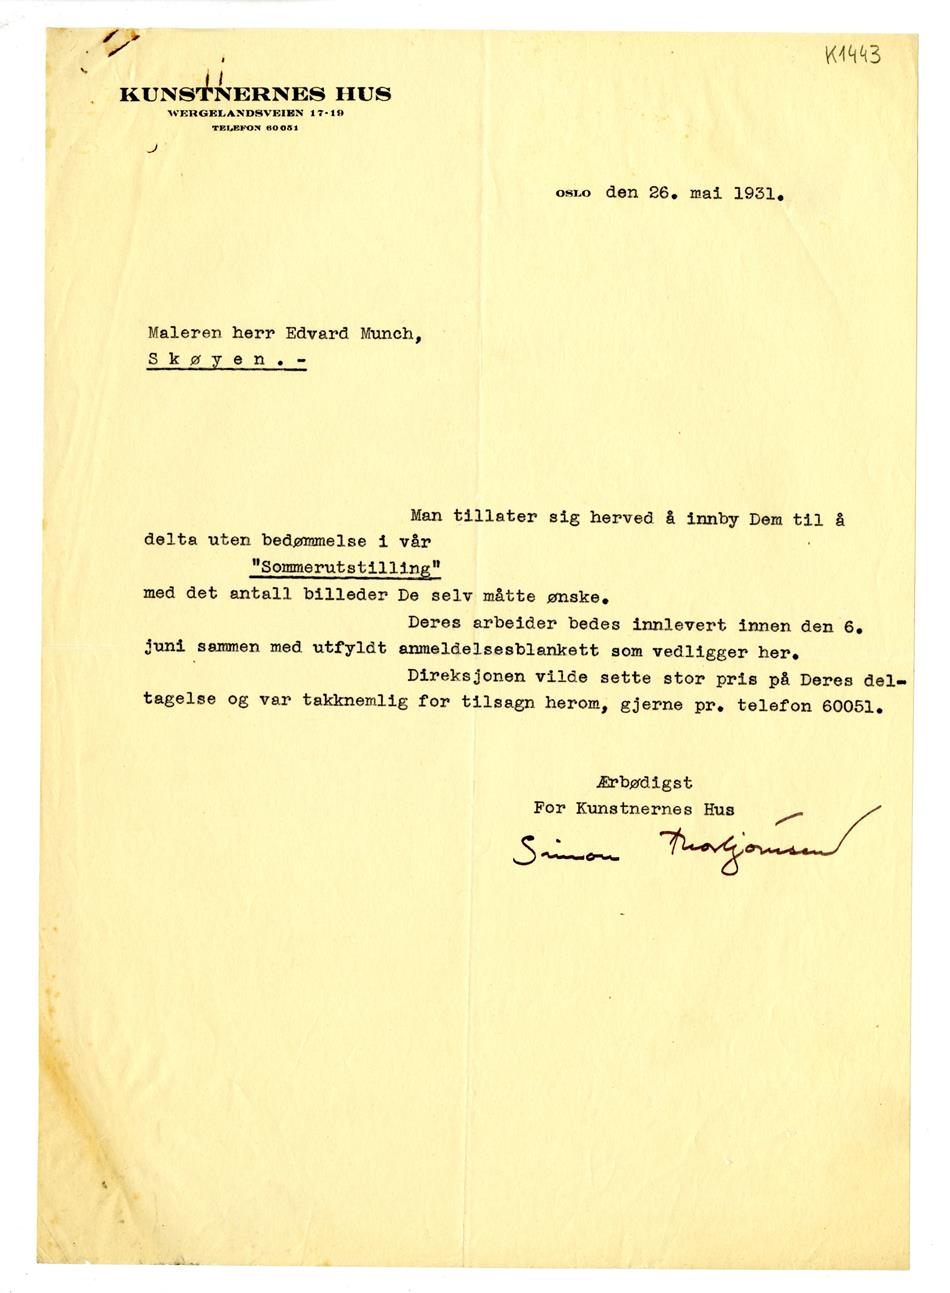 K1443
KUNSTNERNES HUS
WERGELANDSVEIEN 17-19
TELEFON 60051
OSLO den 26. mai 1931.
Maleren herr Edvard Munch,
Skøyen.-
Man tillater sig herved å innby Dem til å
delta uten bedømmelse i vår
"Sommerutstilling"
med det antall billeder De selv måtte ønske.
Deres arbeider bedes innlevert innen den 6.
juni sammen med utfyldt anmeldelsesblankett som vedligger her.
Direksjonen vilde sette stor pris på Deres del-
tagelse og var takknemlig for tilsagn herom, gjerne pr. telefon 60051.
Ærbødigst
For Kunstnernes Hus
Simon Thorbjørnsen